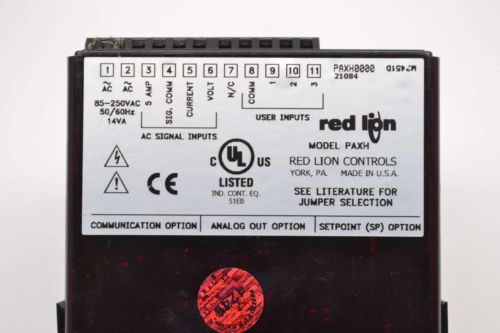 1 2 3 4 5 6 7 8 9 10 11
PAXH0000
21084
M2451D
AC AC 5 AMP SIG. COMM CURRENT VOLT N/C COMM 1 2 3
85-250VAC
50/60Hz
14VA
AC SIGNAL INPUTS
USER INPUTS
red lion
MODEL PAXH
C UL US
LISTED
IND. CONT. EQ.
51EB
CE
RED LION CONTROLS
YORK, PA. MADE IN U.S.A.
SEE LITERATURE FOR
JUMPER SELECTION
COMMUNICATION OPTION ANALOG OUT OPTION SETPOINT (SP) OPTION